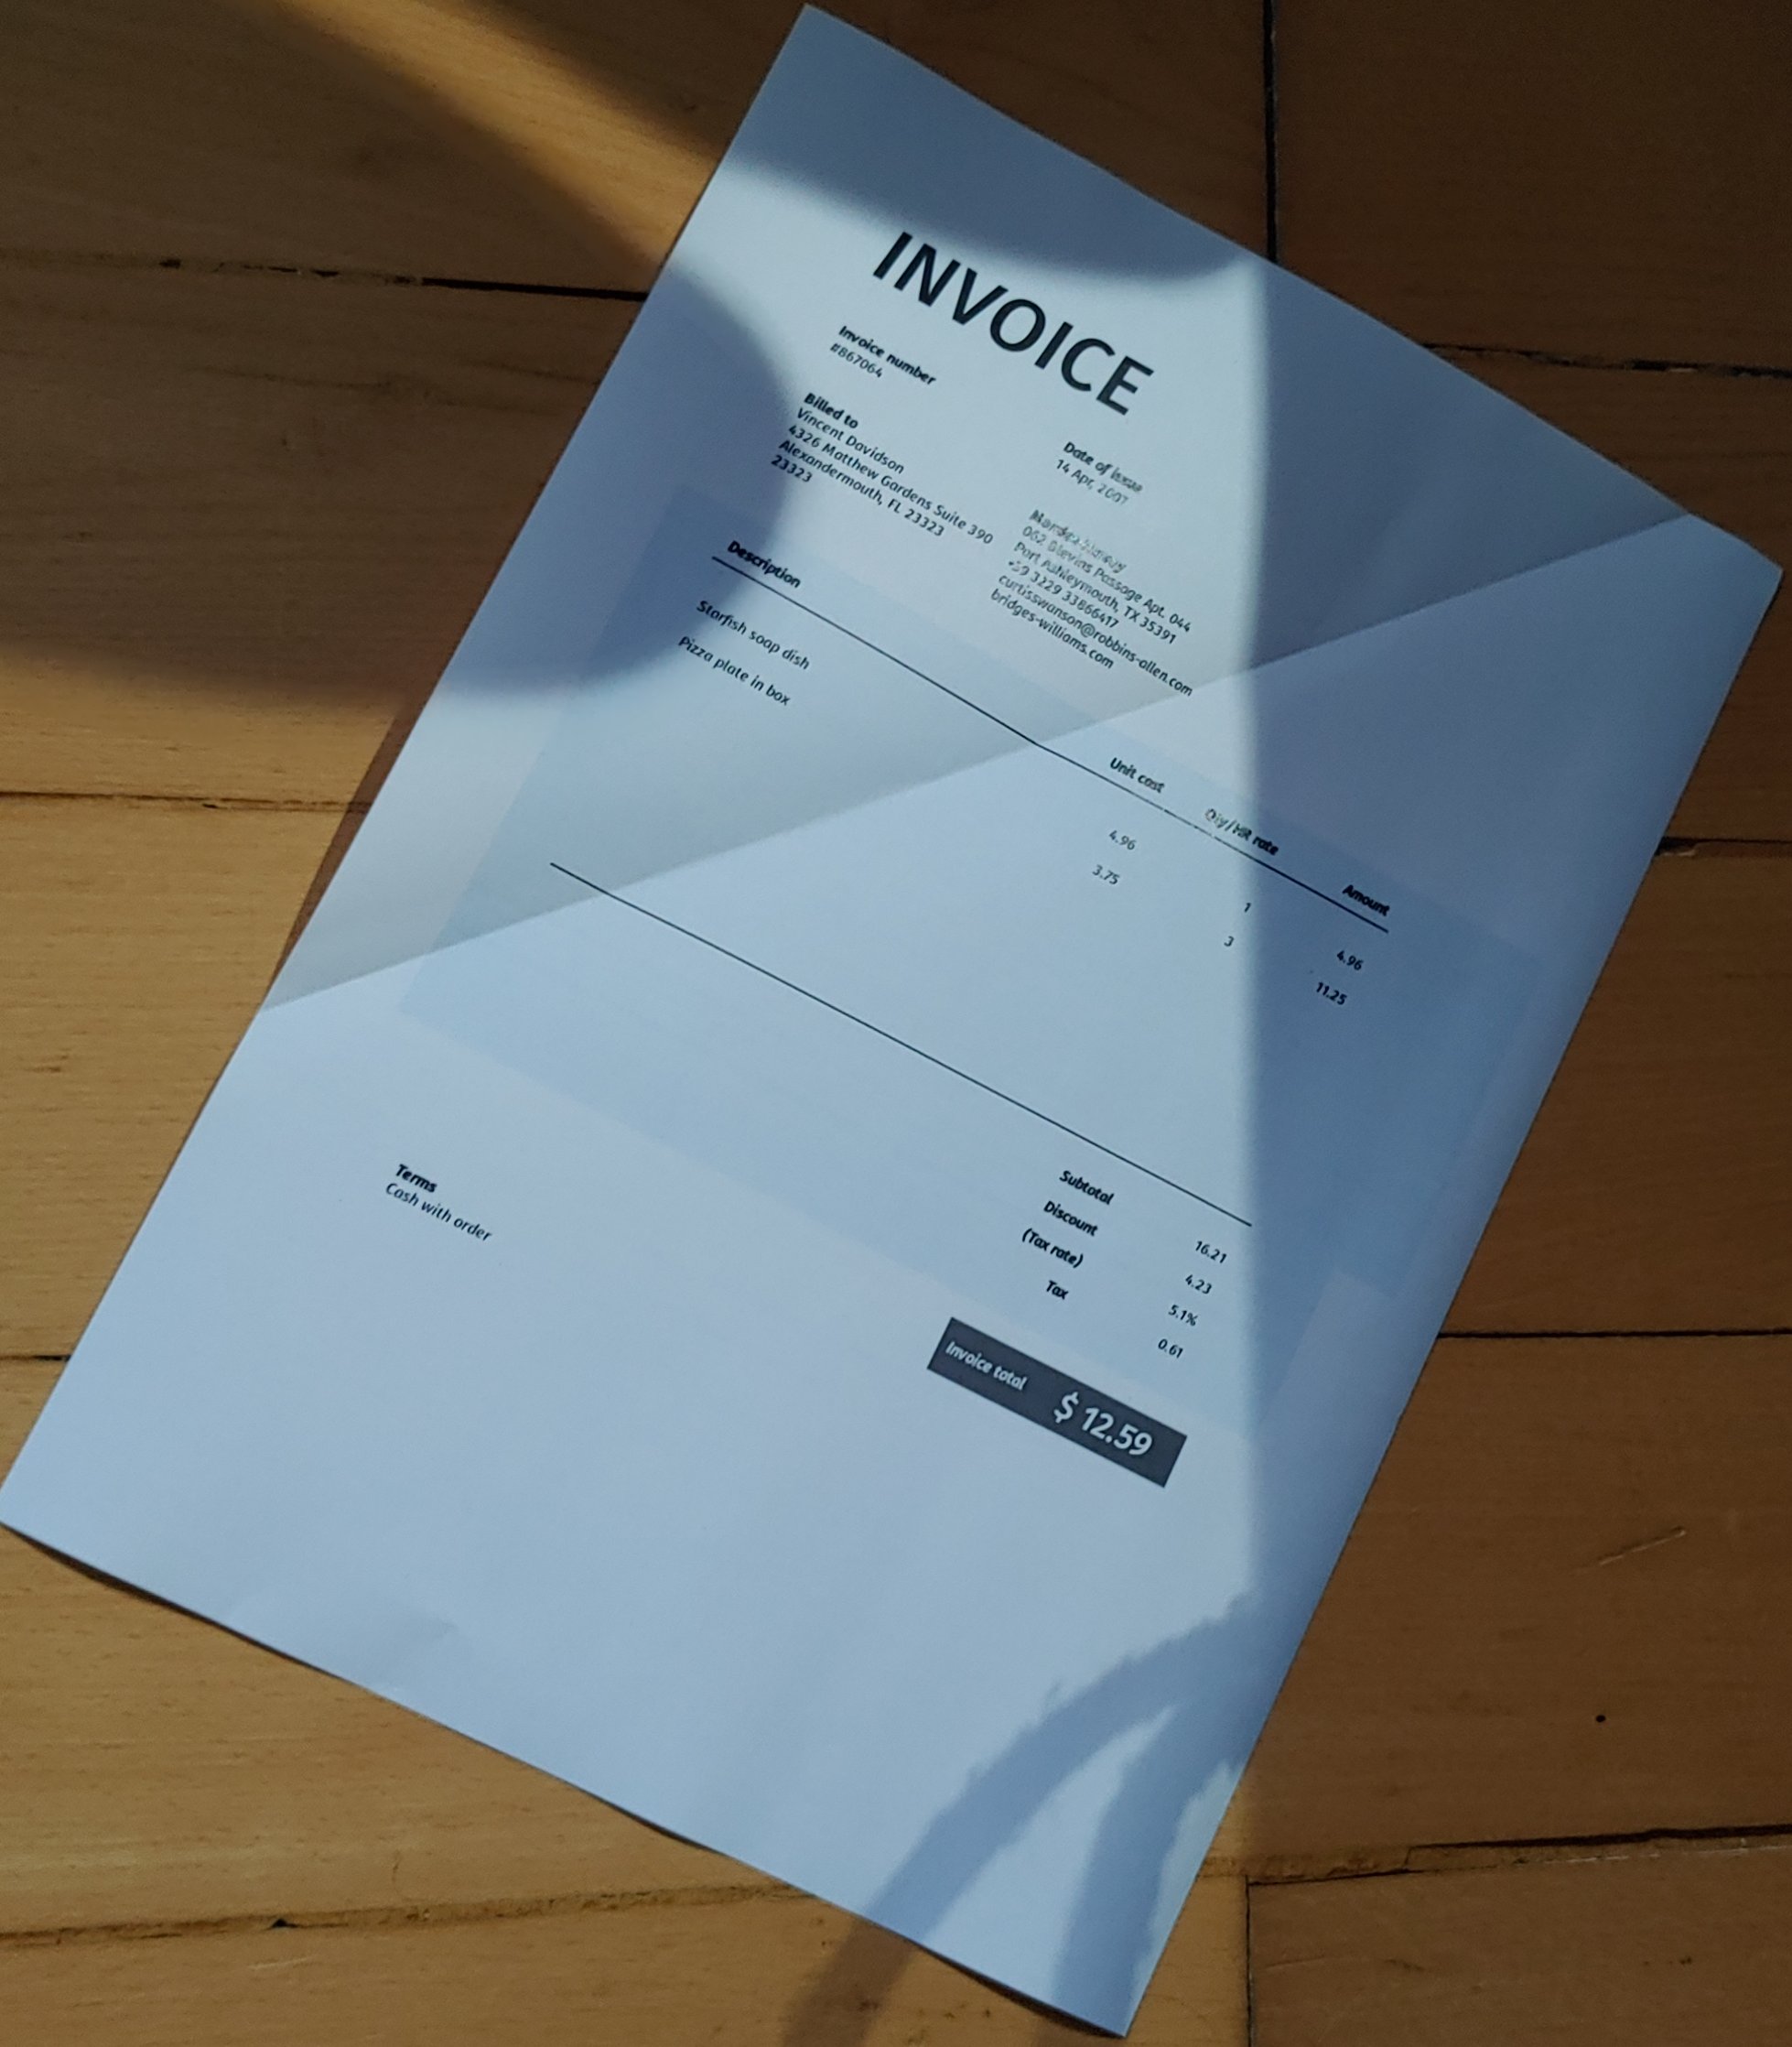 INVOICE
Invoice number
#867064
Date of issue
14 Apr, 2007
Billed to
Vincent Davidson
4326 Matthew Gardens Suite 390
Alexandermouth, FL 23323
23323
062 Blevins Passage Apt. 044
Port Ashleymouth, TX 35391
3229 33866417
curtisswanson@robbins-allen.com
bridges-williams.com
Description Unit cost Qty/HR rate Amount
Starfish soap dish 4.96 1 4.96
Pizza plate in box 3.75 3 11.25
Subtotal 16.21
Discount 4.23
(Tax rate) 5.1%
Tax 0.61
Invoice total $ 12.59
Terms
Cash with order